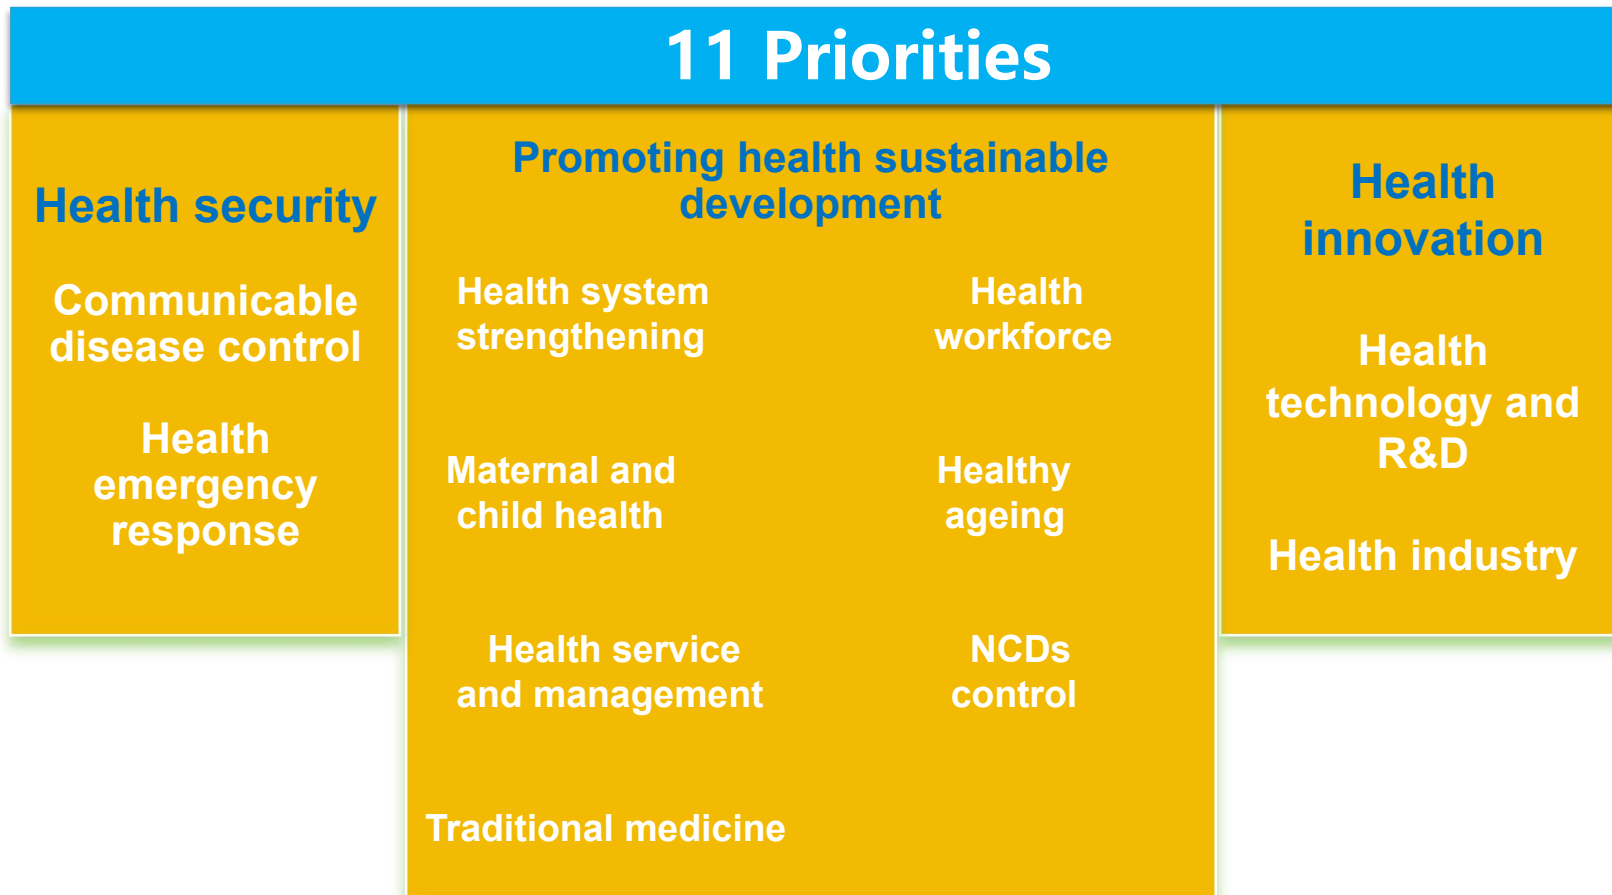 11 Priorities
Health security
Communicable
disease control
Health
emergency
response
Promoting health sustainable
development
Health system
strengthening
Health
workforce
Maternal and
child health
Healthy
ageing
Health service
and management
NCDs
control
Traditional medicine
Health
innovation
Health
technology and
R&D
Health industry